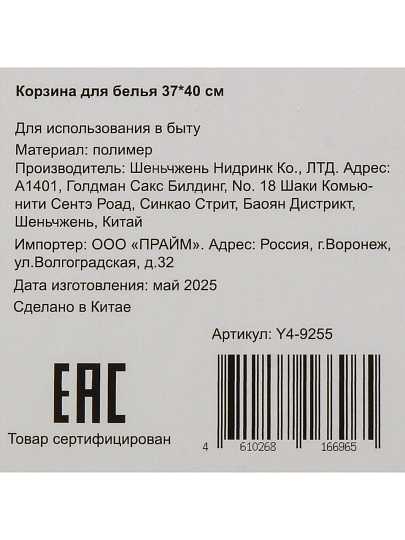 Корзина для белья 37*40 см
Для использования в быту
Материал: полимер
Производитель: Шеньчжень Нидринк Ко., ЛТД. Адрес:
А1401, Голдман Сакс Билдинг, No. 18 Шаки Комью-
нити Сентэ Роад, Синкао Стрит, Баоян Дистрикт,
Шеньчжень, Китай
Импортер: ООО «ПРАЙМ». Адрес: Россия, г.Воронеж,
ул.Волгоградская, д.32
Дата изготовления: май 2025
Сделано в Китае
Артикул: Y4-9255
ЕАС
Товар сертифицирован
4 610268 166965